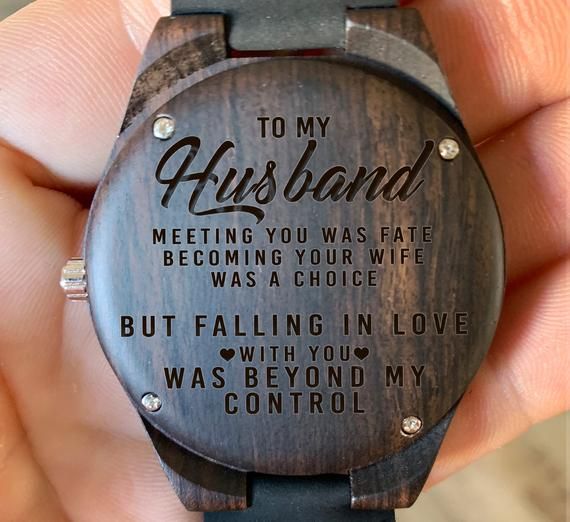 TO MY
Husband
MEETING YOU WAS FATE
BECOMING YOUR WIFE
WAS A CHOICE
BUT FALLING IN LOVE
♥WITH YOU♥
WAS BEYOND MY
CONTROL